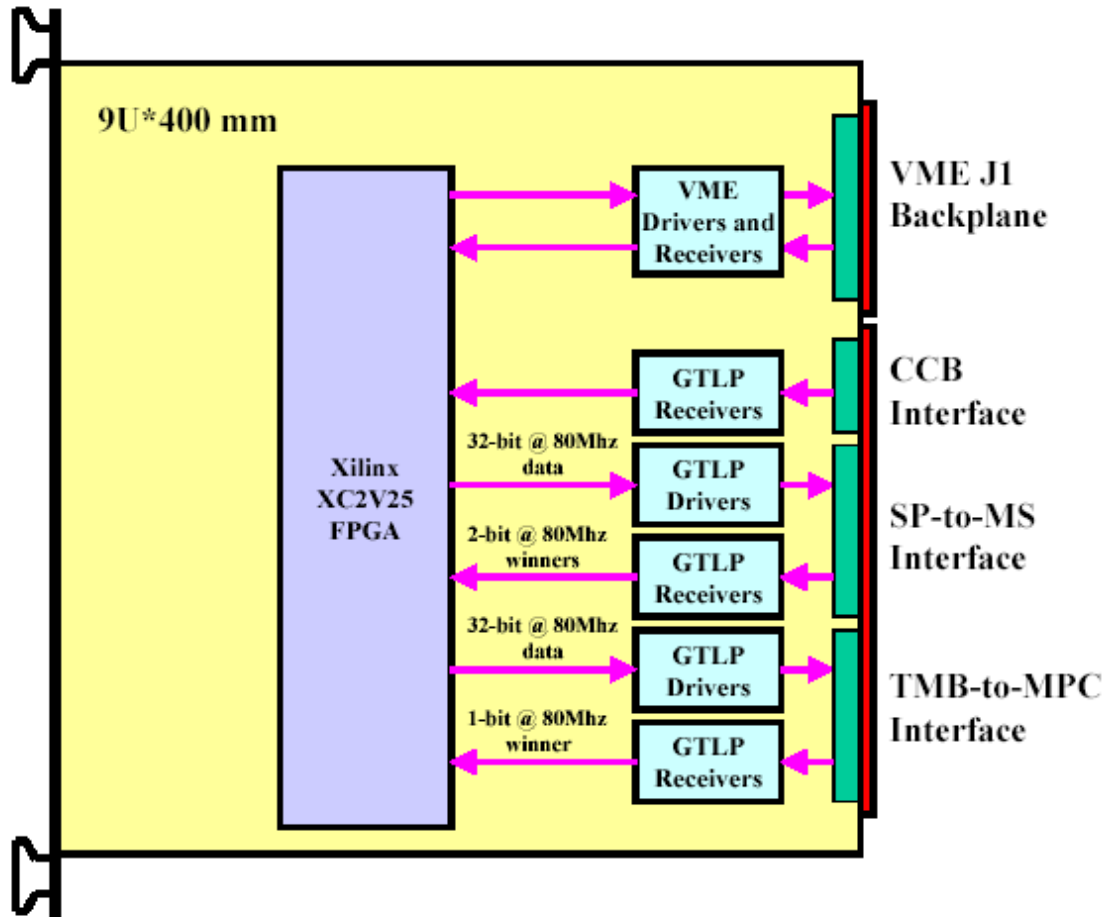 9U*400 mm
VME
Drivers and
Receivers
VME J1
Backplane
GTLP
Receivers
CCB
Interface
Xilinx
XC2V25
FPGA
32-bit @ 80Mhz
data
GTLP
Drivers
SP-to-MS
Interface
2-bit @ 80Mhz
winners
GTLP
Receivers
32-bit @ 80Mhz
data
GTLP
Drivers
TMB-to-MPC
Interface
1-bit @ 80Mhz
winner
GTLP
Receivers